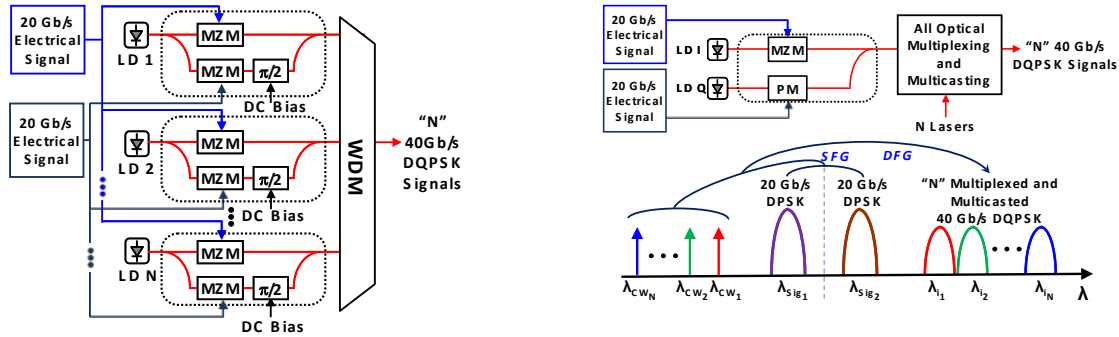 20 Gb/s
Electrical
Signal
LD 1
MZM
MZM
π/2
DC Bias
20 Gb/s
Electrical
Signal
LD 2
MZM
MZM
π/2
DC Bias
LD N
MZM
MZM
π/2
DC Bias
WDM
“N”
40Gb/s
DQPSK
Signals
20 Gb/s
Electrical
Signal
20 Gb/s
Electrical
Signal
LD I
MZM
LD Q
PM
All Optical
Multiplexing
and
Multicasting
“N” 40 Gb/s
DQPSK Signals
N Lasers
SFG
DFG
20 Gb/s
DPSK
20 Gb/s
DPSK
“N” Multiplexed and
Multicasted
40 Gb/s DQPSK
λCWN
λCW2
λCW1
λSig1
λSig2
λi1
λi2
λiN
λ